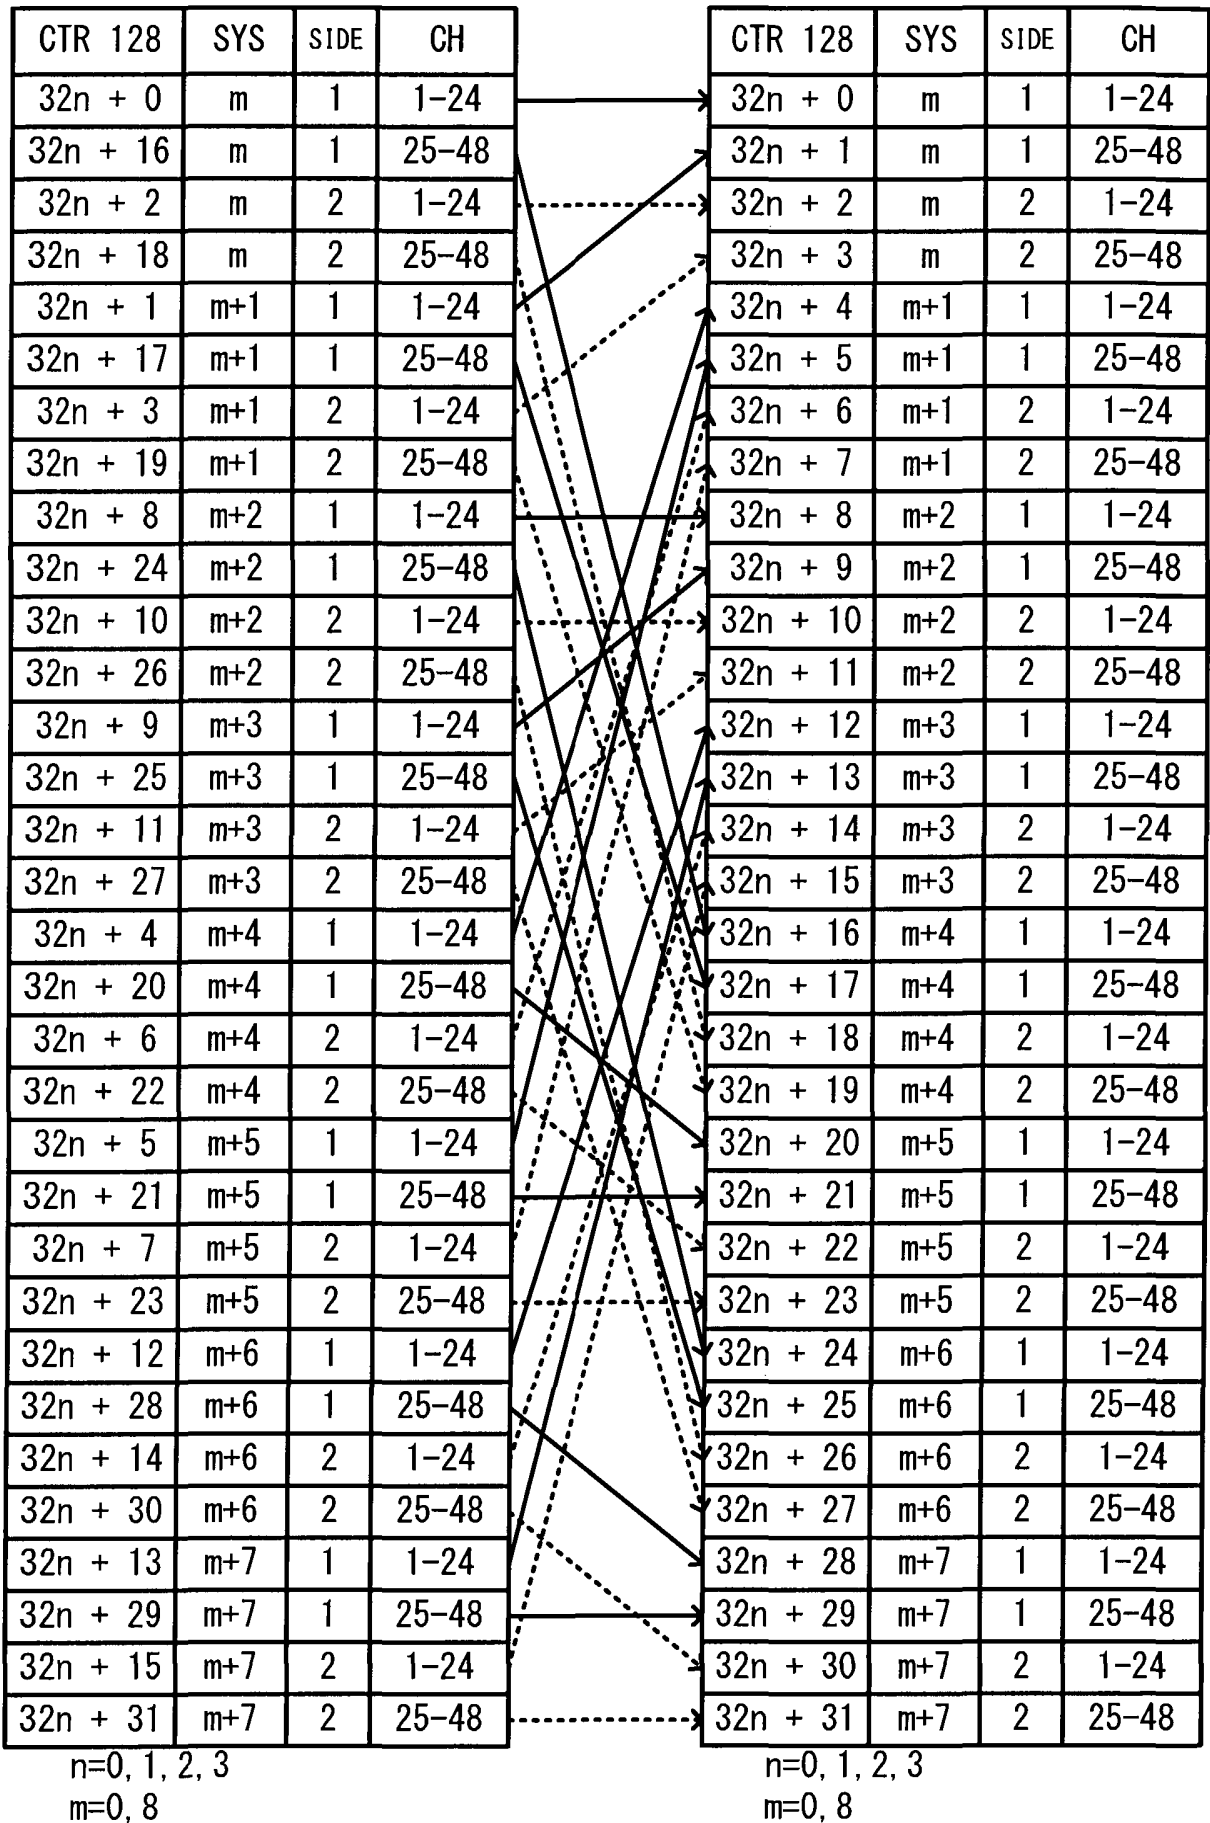 CTR 128 SYS SIDE CH CTR 128 SYS SIDE CH
32n + 0 m 1 1-24 32n + 0 m 1 1-24
32n + 16 m 1 25-48 32n + 1 m 1 25-48
32n + 2 m 2 1-24 32n + 2 m 2 1-24
32n + 18 m 2 25-48 32n + 3 m 2 25-48
32n + 1 m+1 1 1-24 32n + 4 m+1 1 1-24
32n + 17 m+1 1 25-48 32n + 5 m+1 1 25-48
32n + 3 m+1 2 1-24 32n + 6 m+1 2 1-24
32n + 19 m+1 2 25-48 32n + 7 m+1 2 25-48
32n + 8 m+2 1 1-24 32n + 8 m+2 1 1-24
32n + 24 m+2 1 25-48 32n + 9 m+2 1 25-48
32n + 10 m+2 2 1-24 32n + 10 m+2 2 1-24
32n + 26 m+2 2 25-48 32n + 11 m+2 2 25-48
32n + 9 m+3 1 1-24 32n + 12 m+3 1 1-24
32n + 25 m+3 1 25-48 32n + 13 m+3 1 25-48
32n + 11 m+3 2 1-24 32n + 14 m+3 2 1-24
32n + 27 m+3 2 25-48 32n + 15 m+3 2 25-48
32n + 4 m+4 1 1-24 32n + 16 m+4 1 1-24
32n + 20 m+4 1 25-48 32n + 17 m+4 1 25-48
32n + 6 m+4 2 1-24 32n + 18 m+4 2 1-24
32n + 22 m+4 2 25-48 32n + 19 m+4 2 25-48
32n + 5 m+5 1 1-24 32n + 20 m+5 1 1-24
32n + 21 m+5 1 25-48 32n + 21 m+5 1 25-48
32n + 7 m+5 2 1-24 32n + 22 m+5 2 1-24
32n + 23 m+5 2 25-48 32n + 23 m+5 2 25-48
32n + 12 m+6 1 1-24 32n + 24 m+6 1 1-24
32n + 28 m+6 1 25-48 32n + 25 m+6 1 25-48
32n + 14 m+6 2 1-24 32n + 26 m+6 2 1-24
32n + 30 m+6 2 25-48 32n + 27 m+6 2 25-48
32n + 13 m+7 1 1-24 32n + 28 m+7 1 1-24
32n + 29 m+7 1 25-48 32n + 29 m+7 1 25-48
32n + 15 m+7 2 1-24 32n + 30 m+7 2 1-24
32n + 31 m+7 2 25-48 32n + 31 m+7 2 25-48
n=0, 1, 2, 3 n=0, 1, 2, 3
m=0, 8 m=0, 8